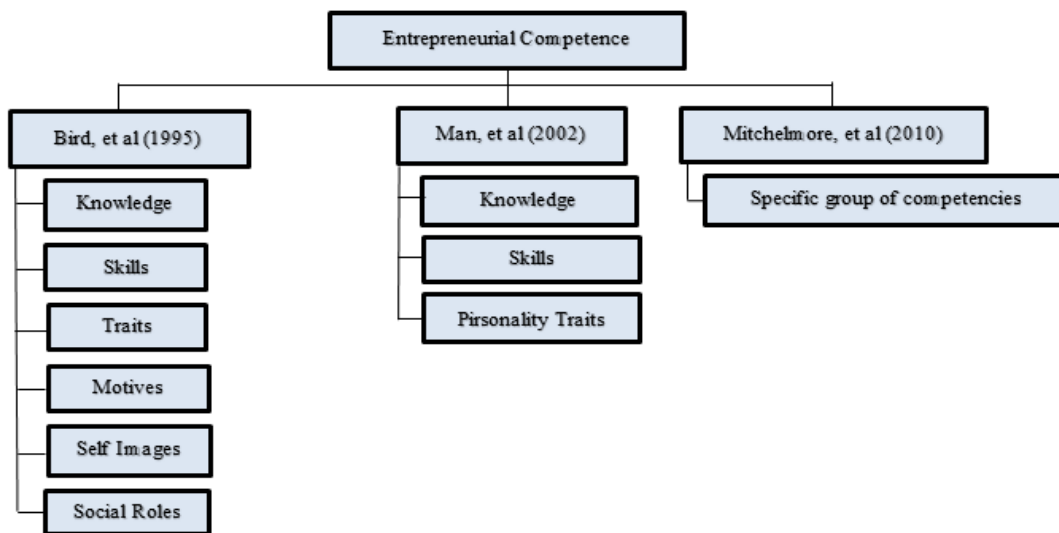 Entrepreneurial Competence
Bird, et al (1995)
Knowledge
Skills
Traits
Motives
Self Images
Social Roles
Man, et al (2002)
Knowledge
Skills
Pirsonality Traits
Mitchelmore, et al (2010)
Specific group of competencies